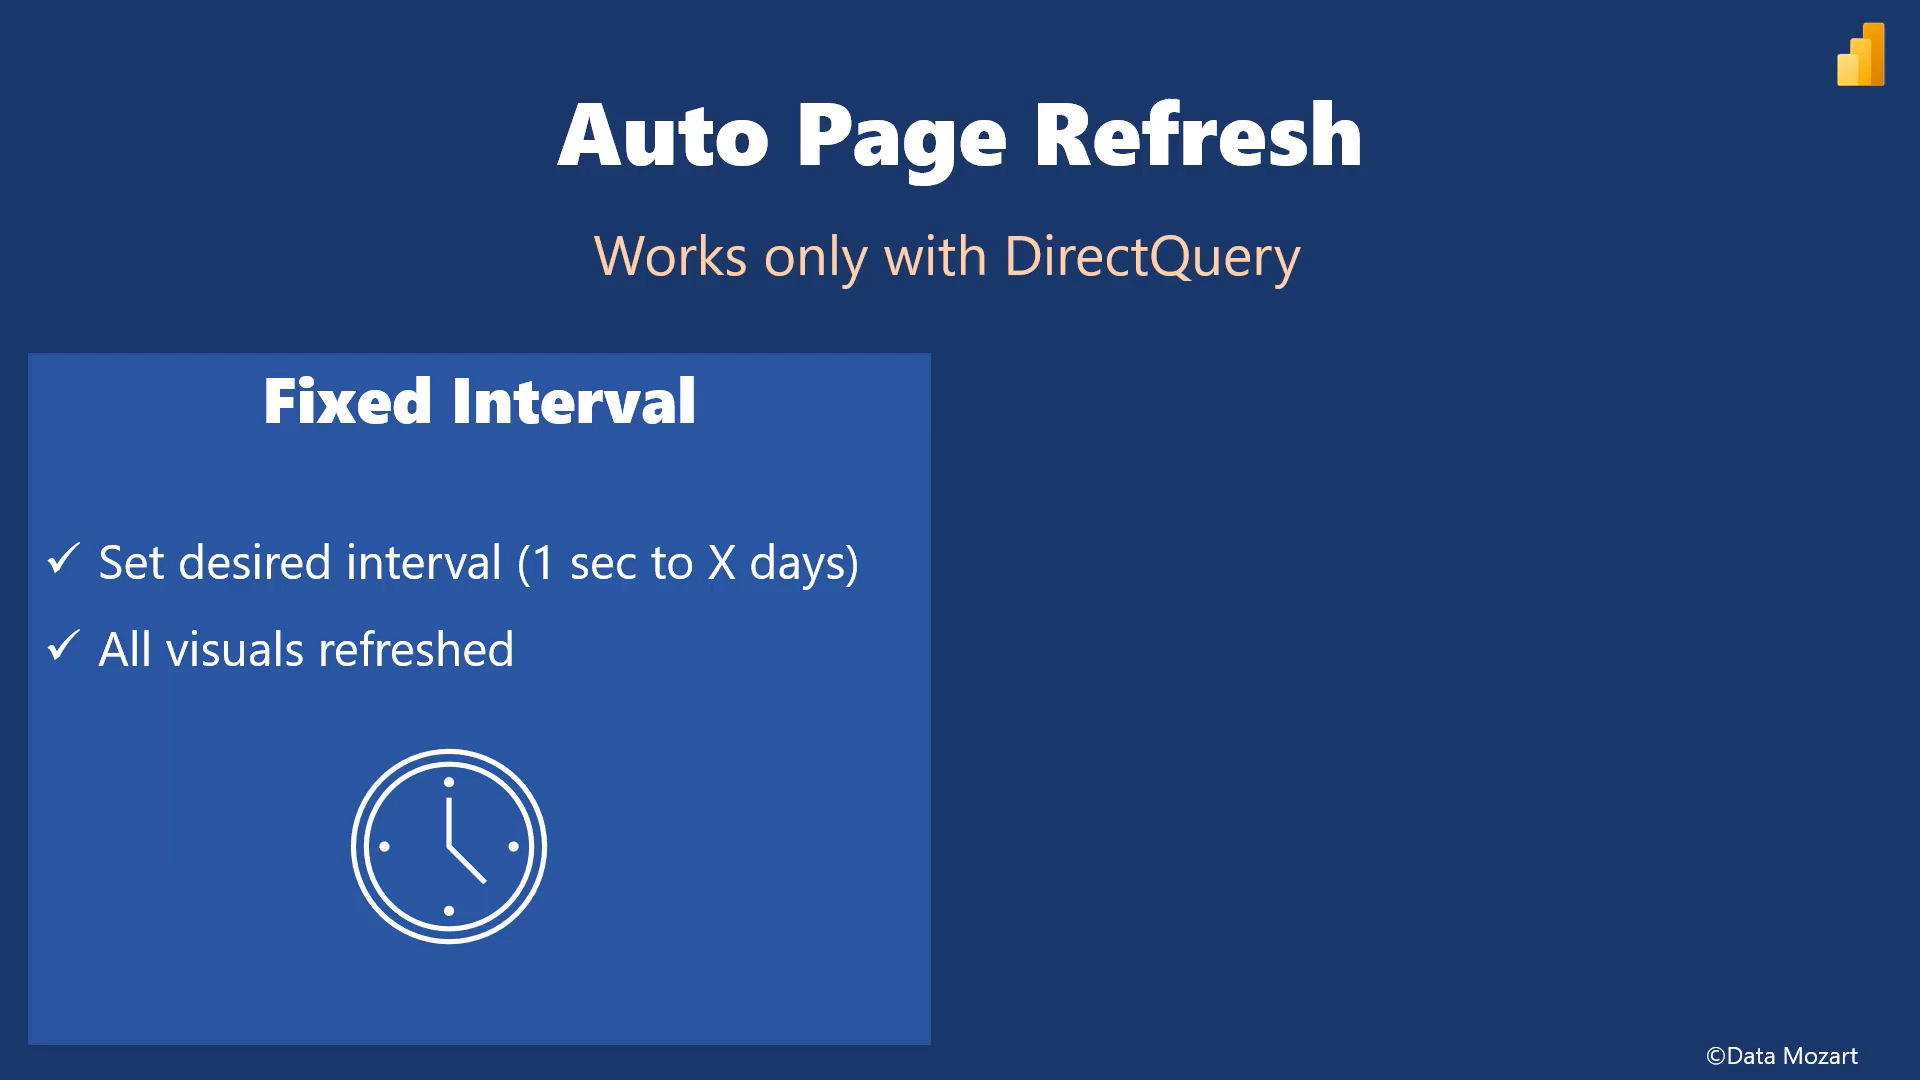 Auto Page Refresh
Works only with DirectQuery
Fixed Interval
✓ Set desired interval (1 sec to X days)
✓ All visuals refreshed
©Data Mozart